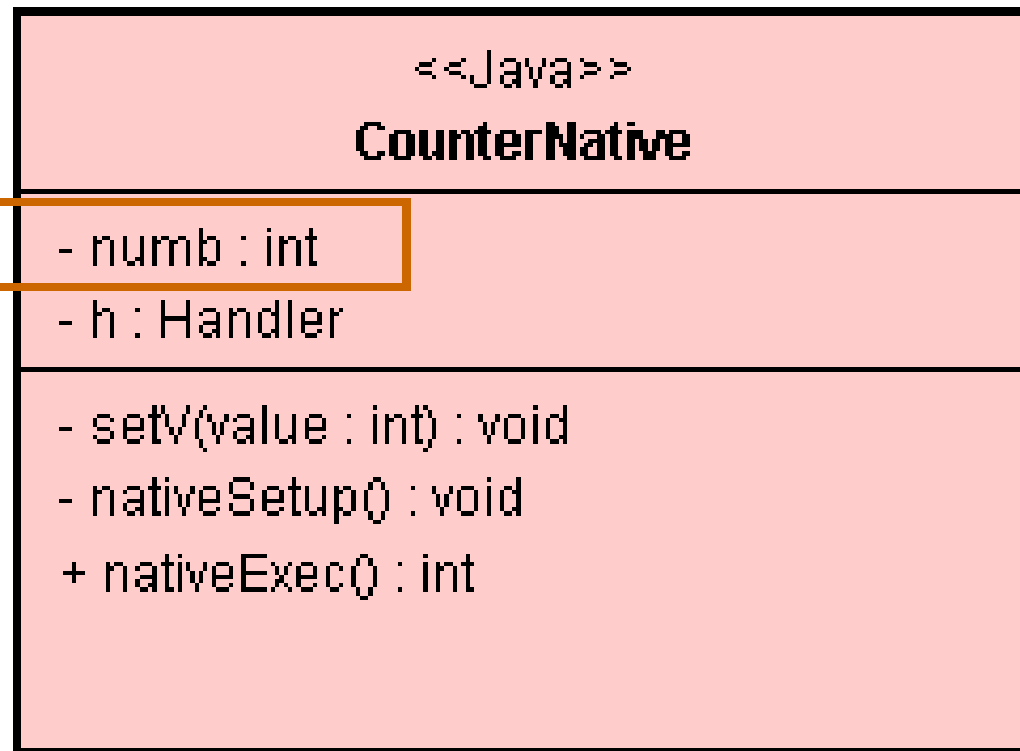 <<Java>>
CounterNative
- numb : int
- h : Handler
- setV(value : int) : void
- nativeSetup() : void
+ nativeExec() : int